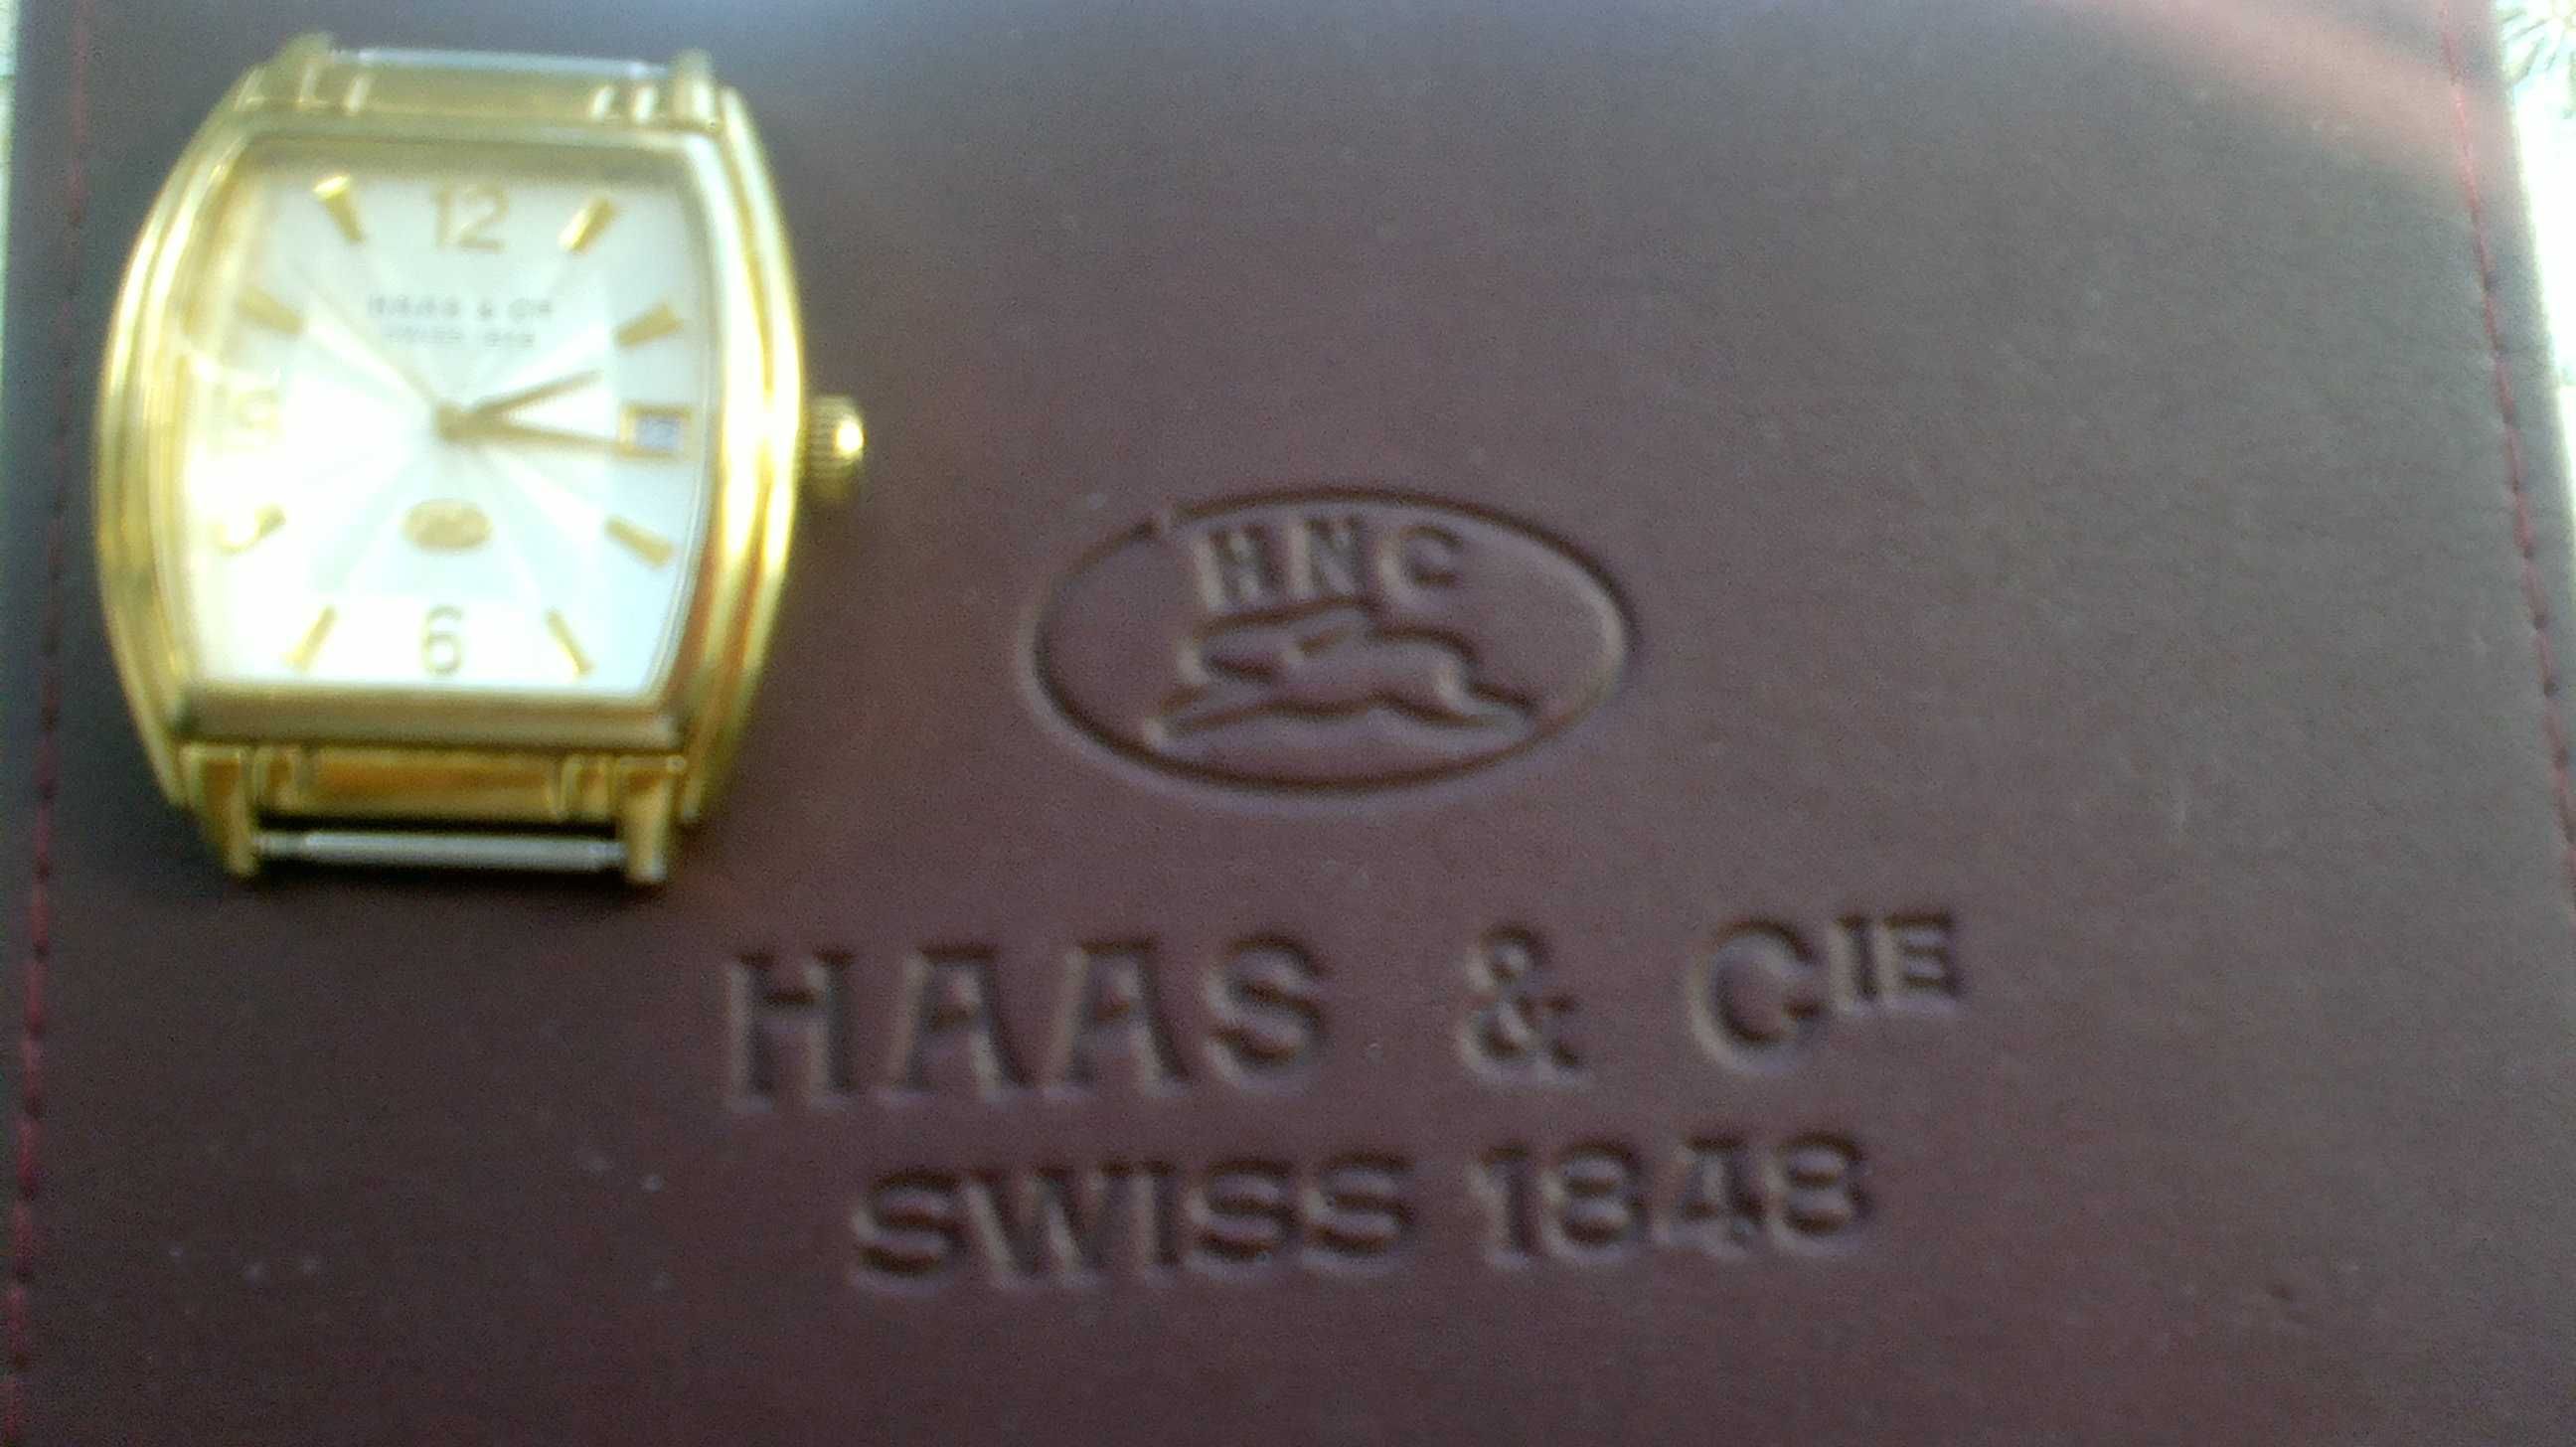 12
HAAS & CIE
6
HNC
HAAS & CIE
SWISS 1848